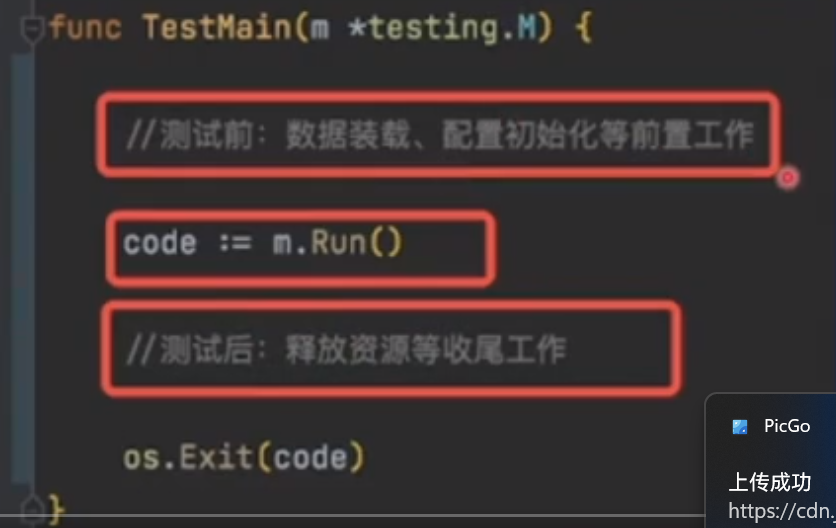 func TestMain(m *testing.M) {
//测试前：数据装载、配置初始化等前置工作
code := m.Run()
//测试后：释放资源等收尾工作
os.Exit(code)
}
PicGo
上传成功
https://cdn.